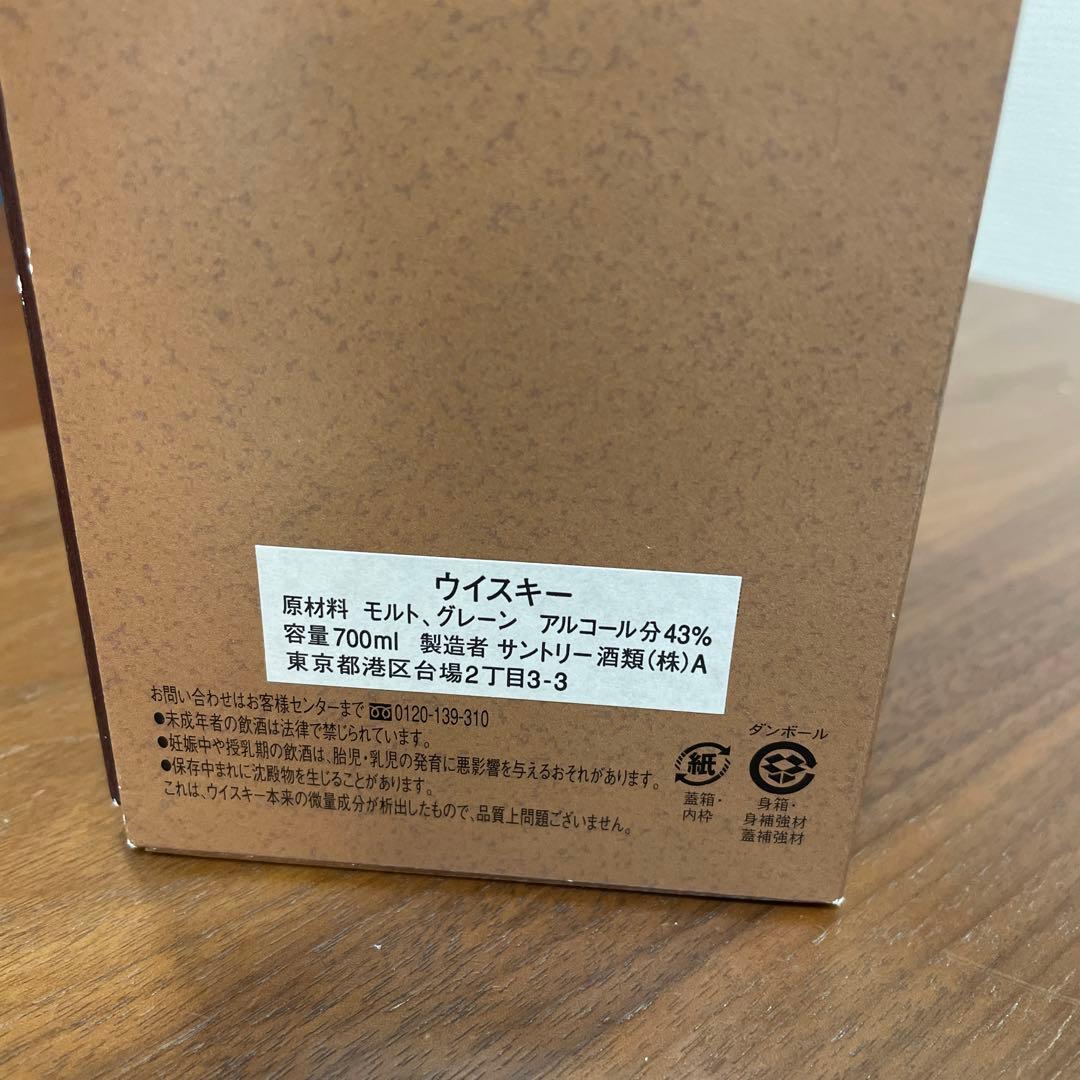 ウイスキー
原材料 モルト、グレーン アルコール分43%
容量700ml 製造者 サントリー酒類(株)A
東京都港区台場2丁目3-3
お問い合わせはお客様センターまで 0120-139-310
●未成年者の飲酒は法律で禁じられています。
●妊娠中や授乳期の飲酒は、胎児・乳児の発育に悪影響を与えるおそれがあります。
●保存中まれに沈殿物を生じることがあります。
これは、ウイスキー本来の微量成分が析出したもので、品質上問題ございません。
紙
蓋箱・
内枠
ダンボール
身箱・
身補強材
蓋補強材